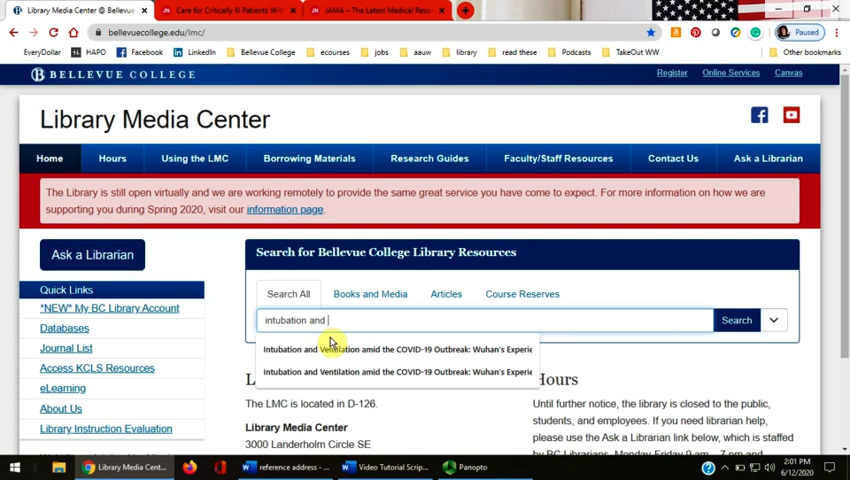 Library Media Center @ Bellevue C
Care for Critically Ill Patients With
JAMA – The Latest Medical Rese
bellevuecollege.edu/lmc/
Paused
EveryDollar HAPO Facebook LinkedIn Bellevue College ecourses jobs aauw library read these Podcasts TakeOut WW Other bookmarks
BELLEVUE COLLEGE
Register Online Services Canvas
Library Media Center
Home Hours Using the LMC Borrowing Materials Research Guides Faculty/Staff Resources Contact Us Ask a Librarian
The Library is still open virtually and we are working remotely to provide the same great service you have come to expect. For more information on how we are
supporting you during Spring 2020, visit our information page.
Ask a Librarian
Quick Links
*NEW* My BC Library Account
Databases
Journal List
Access KCLS Resources
eLearning
About Us
Library Instruction Evaluation
Search for Bellevue College Library Resources
Search All Books and Media Articles Course Reserves
intubation and
Search
Intubation and Ventilation amid the COVID-19 Outbreak: Wuhan's Experie
Intubation and Ventilation amid the COVID-19 Outbreak: Wuhan's Experie
L
The LMC is located in D-126.
Library Media Center
3000 Landerholm Circle SE
Hours
Until further notice, the library is closed to the public,
students, and employees. If you need librarian help,
please use the Ask a Librarian link below, which is staffed
by BC Librarians, Monday-Friday 9 am – 7 pm and
Library Media Cent...
reference address - ...
Video Tutorial Scrip...
Panopto
2:01 PM
6/12/2020